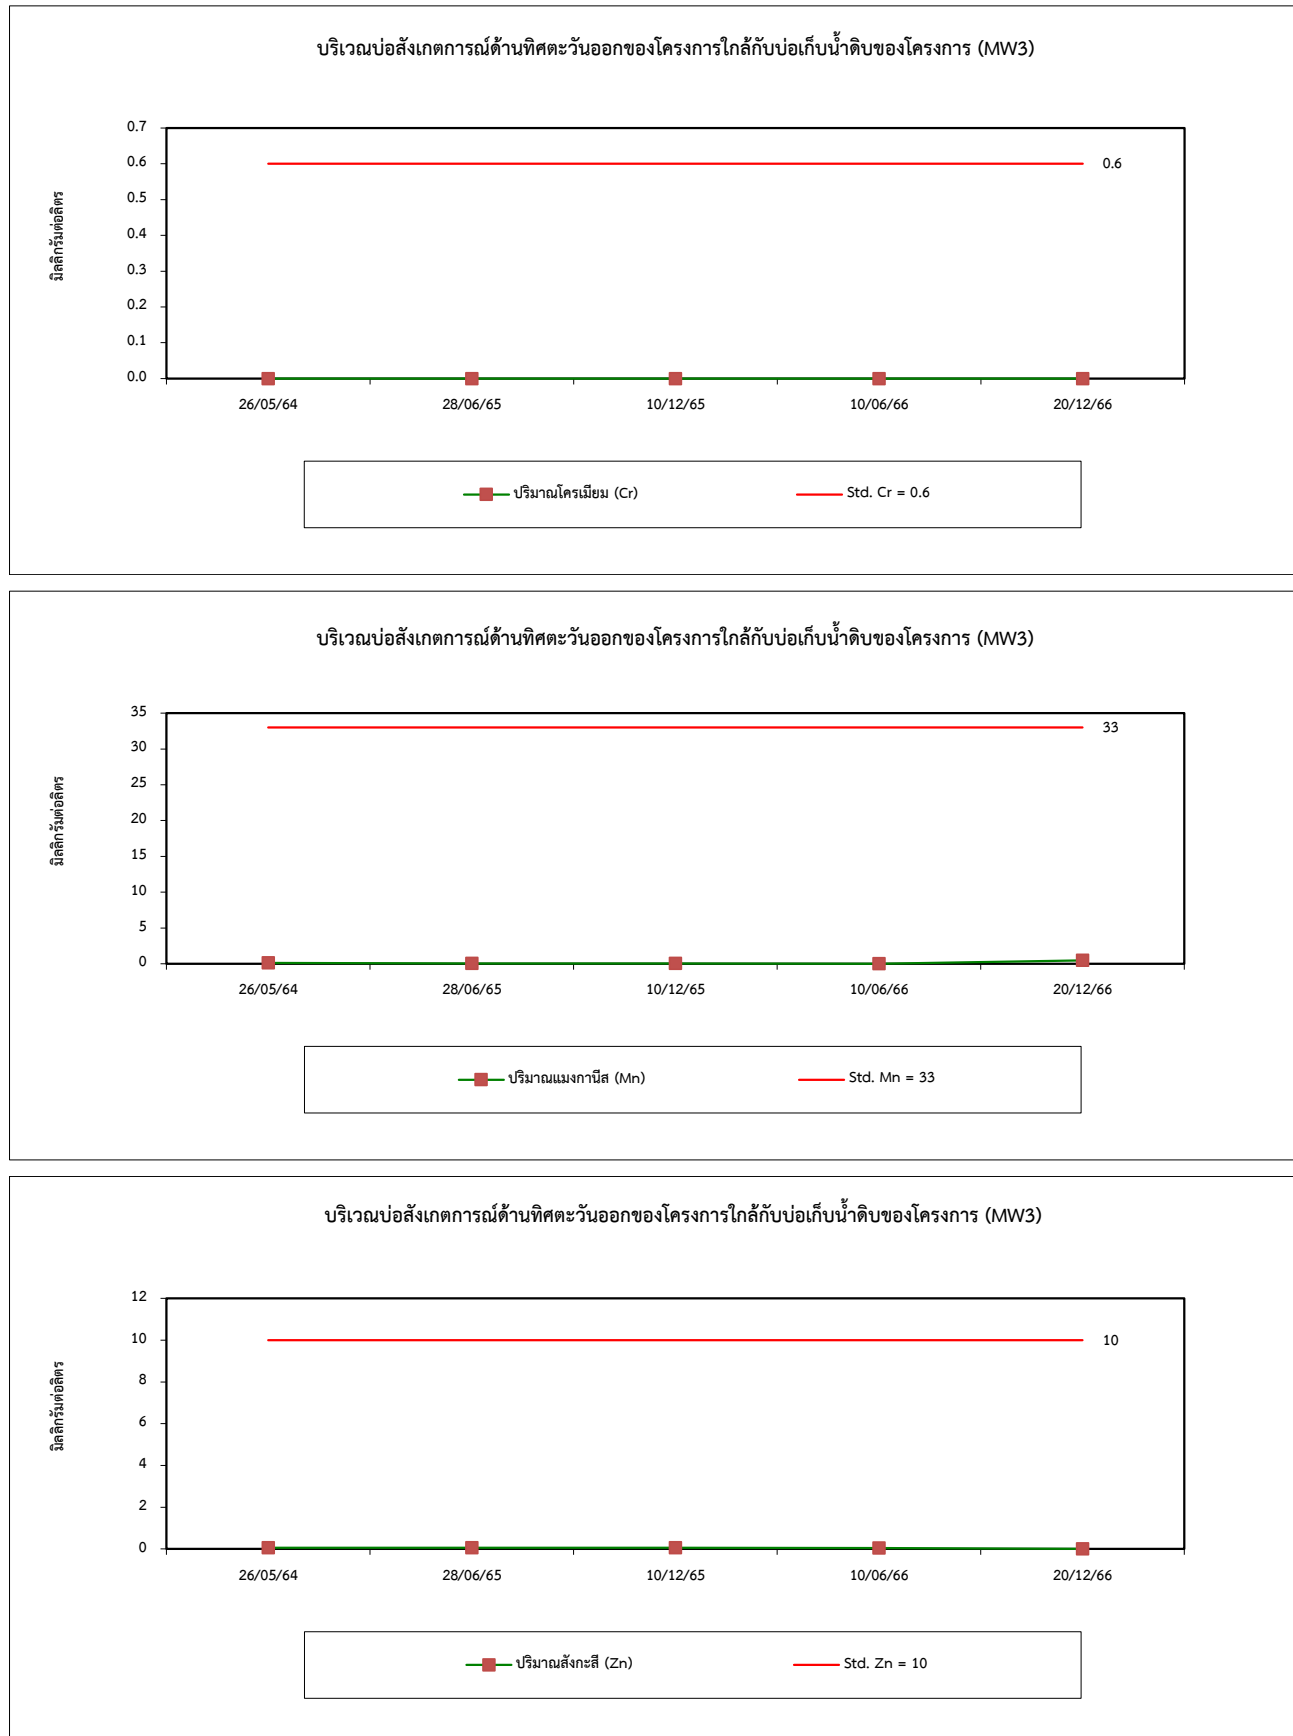 บริเวณบ่อสังเกตการณ์ด้านทิศตะวันออกของโครงการใกล้กับบ่อเก็บน้ำดิบของโครงการ (MW3)
มิลลิกรัมต่อลิตร
0.7
0.6
0.5
0.4
0.3
0.2
0.1
0.0
0.6
26/05/64 28/06/65 10/12/65 10/06/66 20/12/66
ปริมาณโครเมียม (Cr) Std. Cr = 0.6
บริเวณบ่อสังเกตการณ์ด้านทิศตะวันออกของโครงการใกล้กับบ่อเก็บน้ำดิบของโครงการ (MW3)
มิลลิกรัมต่อลิตร
35
30
25
20
15
10
5
0
33
26/05/64 28/06/65 10/12/65 10/06/66 20/12/66
ปริมาณแมงกานีส (Mn) Std. Mn = 33
บริเวณบ่อสังเกตการณ์ด้านทิศตะวันออกของโครงการใกล้กับบ่อเก็บน้ำดิบของโครงการ (MW3)
มิลลิกรัมต่อลิตร
12
10
8
6
4
2
0
10
26/05/64 28/06/65 10/12/65 10/06/66 20/12/66
ปริมาณสังกะสี (Zn) Std. Zn = 10